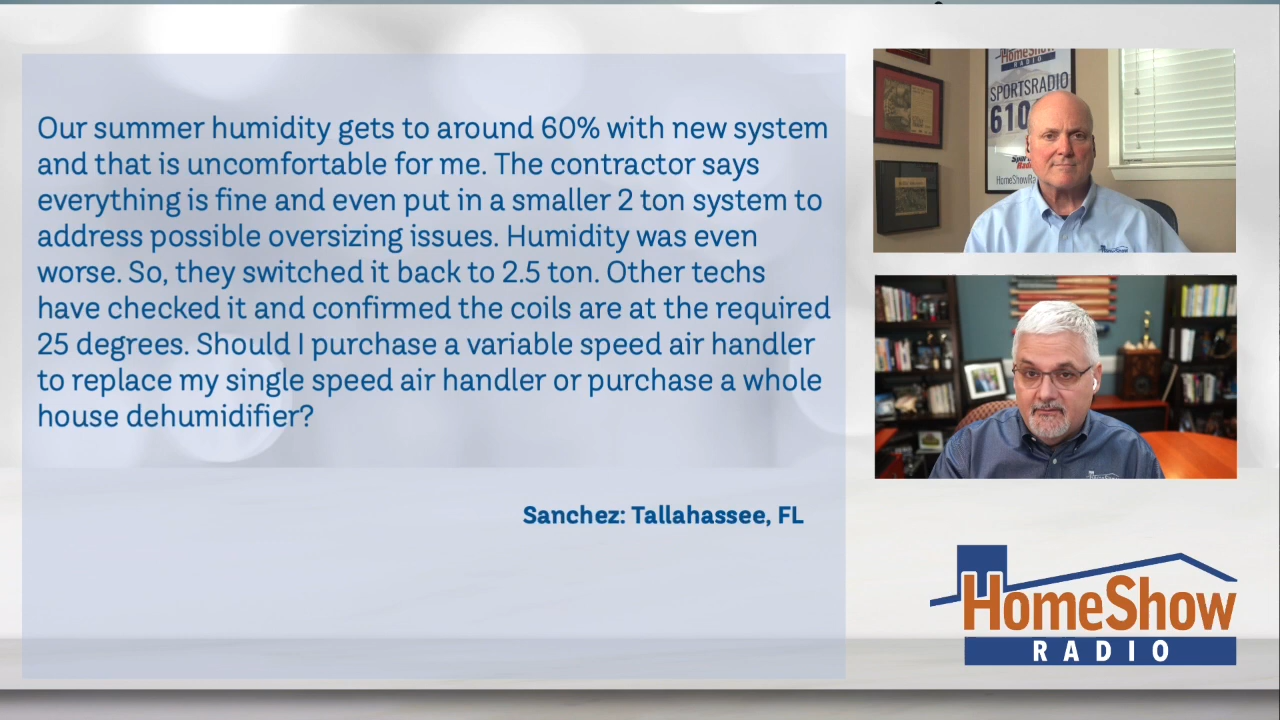 Our summer humidity gets to around 60% with new system
and that is uncomfortable for me. The contractor says
everything is fine and even put in a smaller 2 ton system to
address possible oversizing issues. Humidity was even
worse. So, they switched it back to 2.5 ton. Other techs
have checked it and confirmed the coils are at the required
25 degrees. Should I purchase a variable speed air handler
to replace my single speed air handler or purchase a whole
house dehumidifier?
Sanchez: Tallahassee, FL
HomeShow
RADIO
SPORTSRADIO
610
HomeShow
RADIO